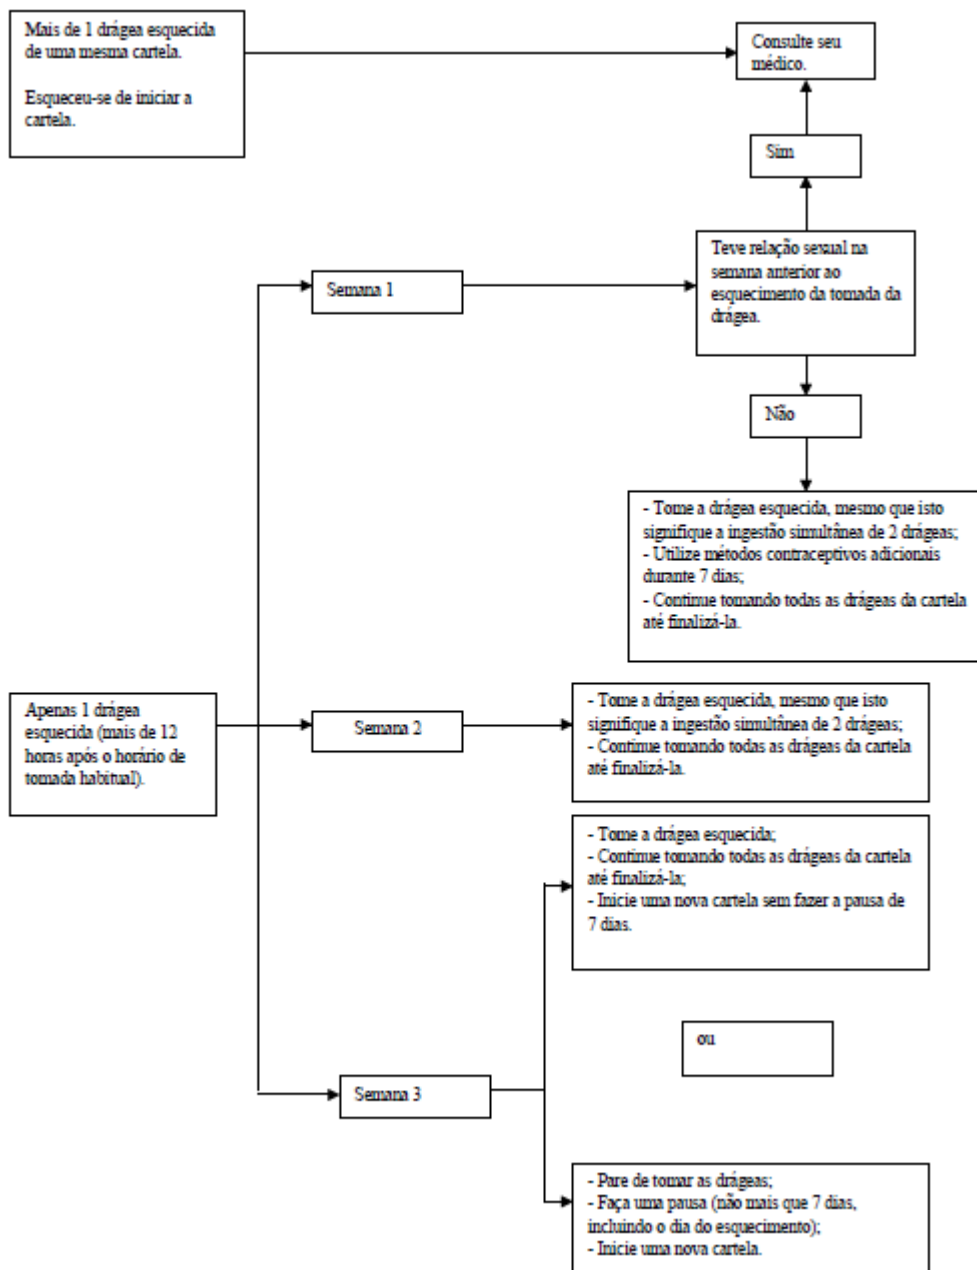 Mais de 1 drágea esquecida
de uma mesma cartela.
Esqueceu-se de iniciar a
cartela.
Consulte seu
médico.
Sim
Teve relação sexual na
semana anterior ao
esquecimento da tomada da
drágea.
Semana 1
Não
- Tome a drágea esquecida, mesmo que isto
signifique a ingestão simultânea de 2 drágeas;
- Utilize métodos contraceptivos adicionais
durante 7 dias;
- Continue tomando todas as drágeas da cartela
até finalizá-la.
Apenas 1 drágea
esquecida (mais de 12
horas após o horário de
tomada habitual).
Semana 2
- Tome a drágea esquecida, mesmo que isto
signifique a ingestão simultânea de 2 drágeas;
- Continue tomando todas as drágeas da cartela
até finalizá-la.
- Tome a drágea esquecida;
- Continue tomando todas as drágeas da cartela
até finalizá-la;
- Inicie uma nova cartela sem fazer a pausa de
7 dias.
ou
Semana 3
- Pare de tomar as drágeas;
- Faça uma pausa (não mais que 7 dias,
incluindo o dia do esquecimento);
- Inicie uma nova cartela.